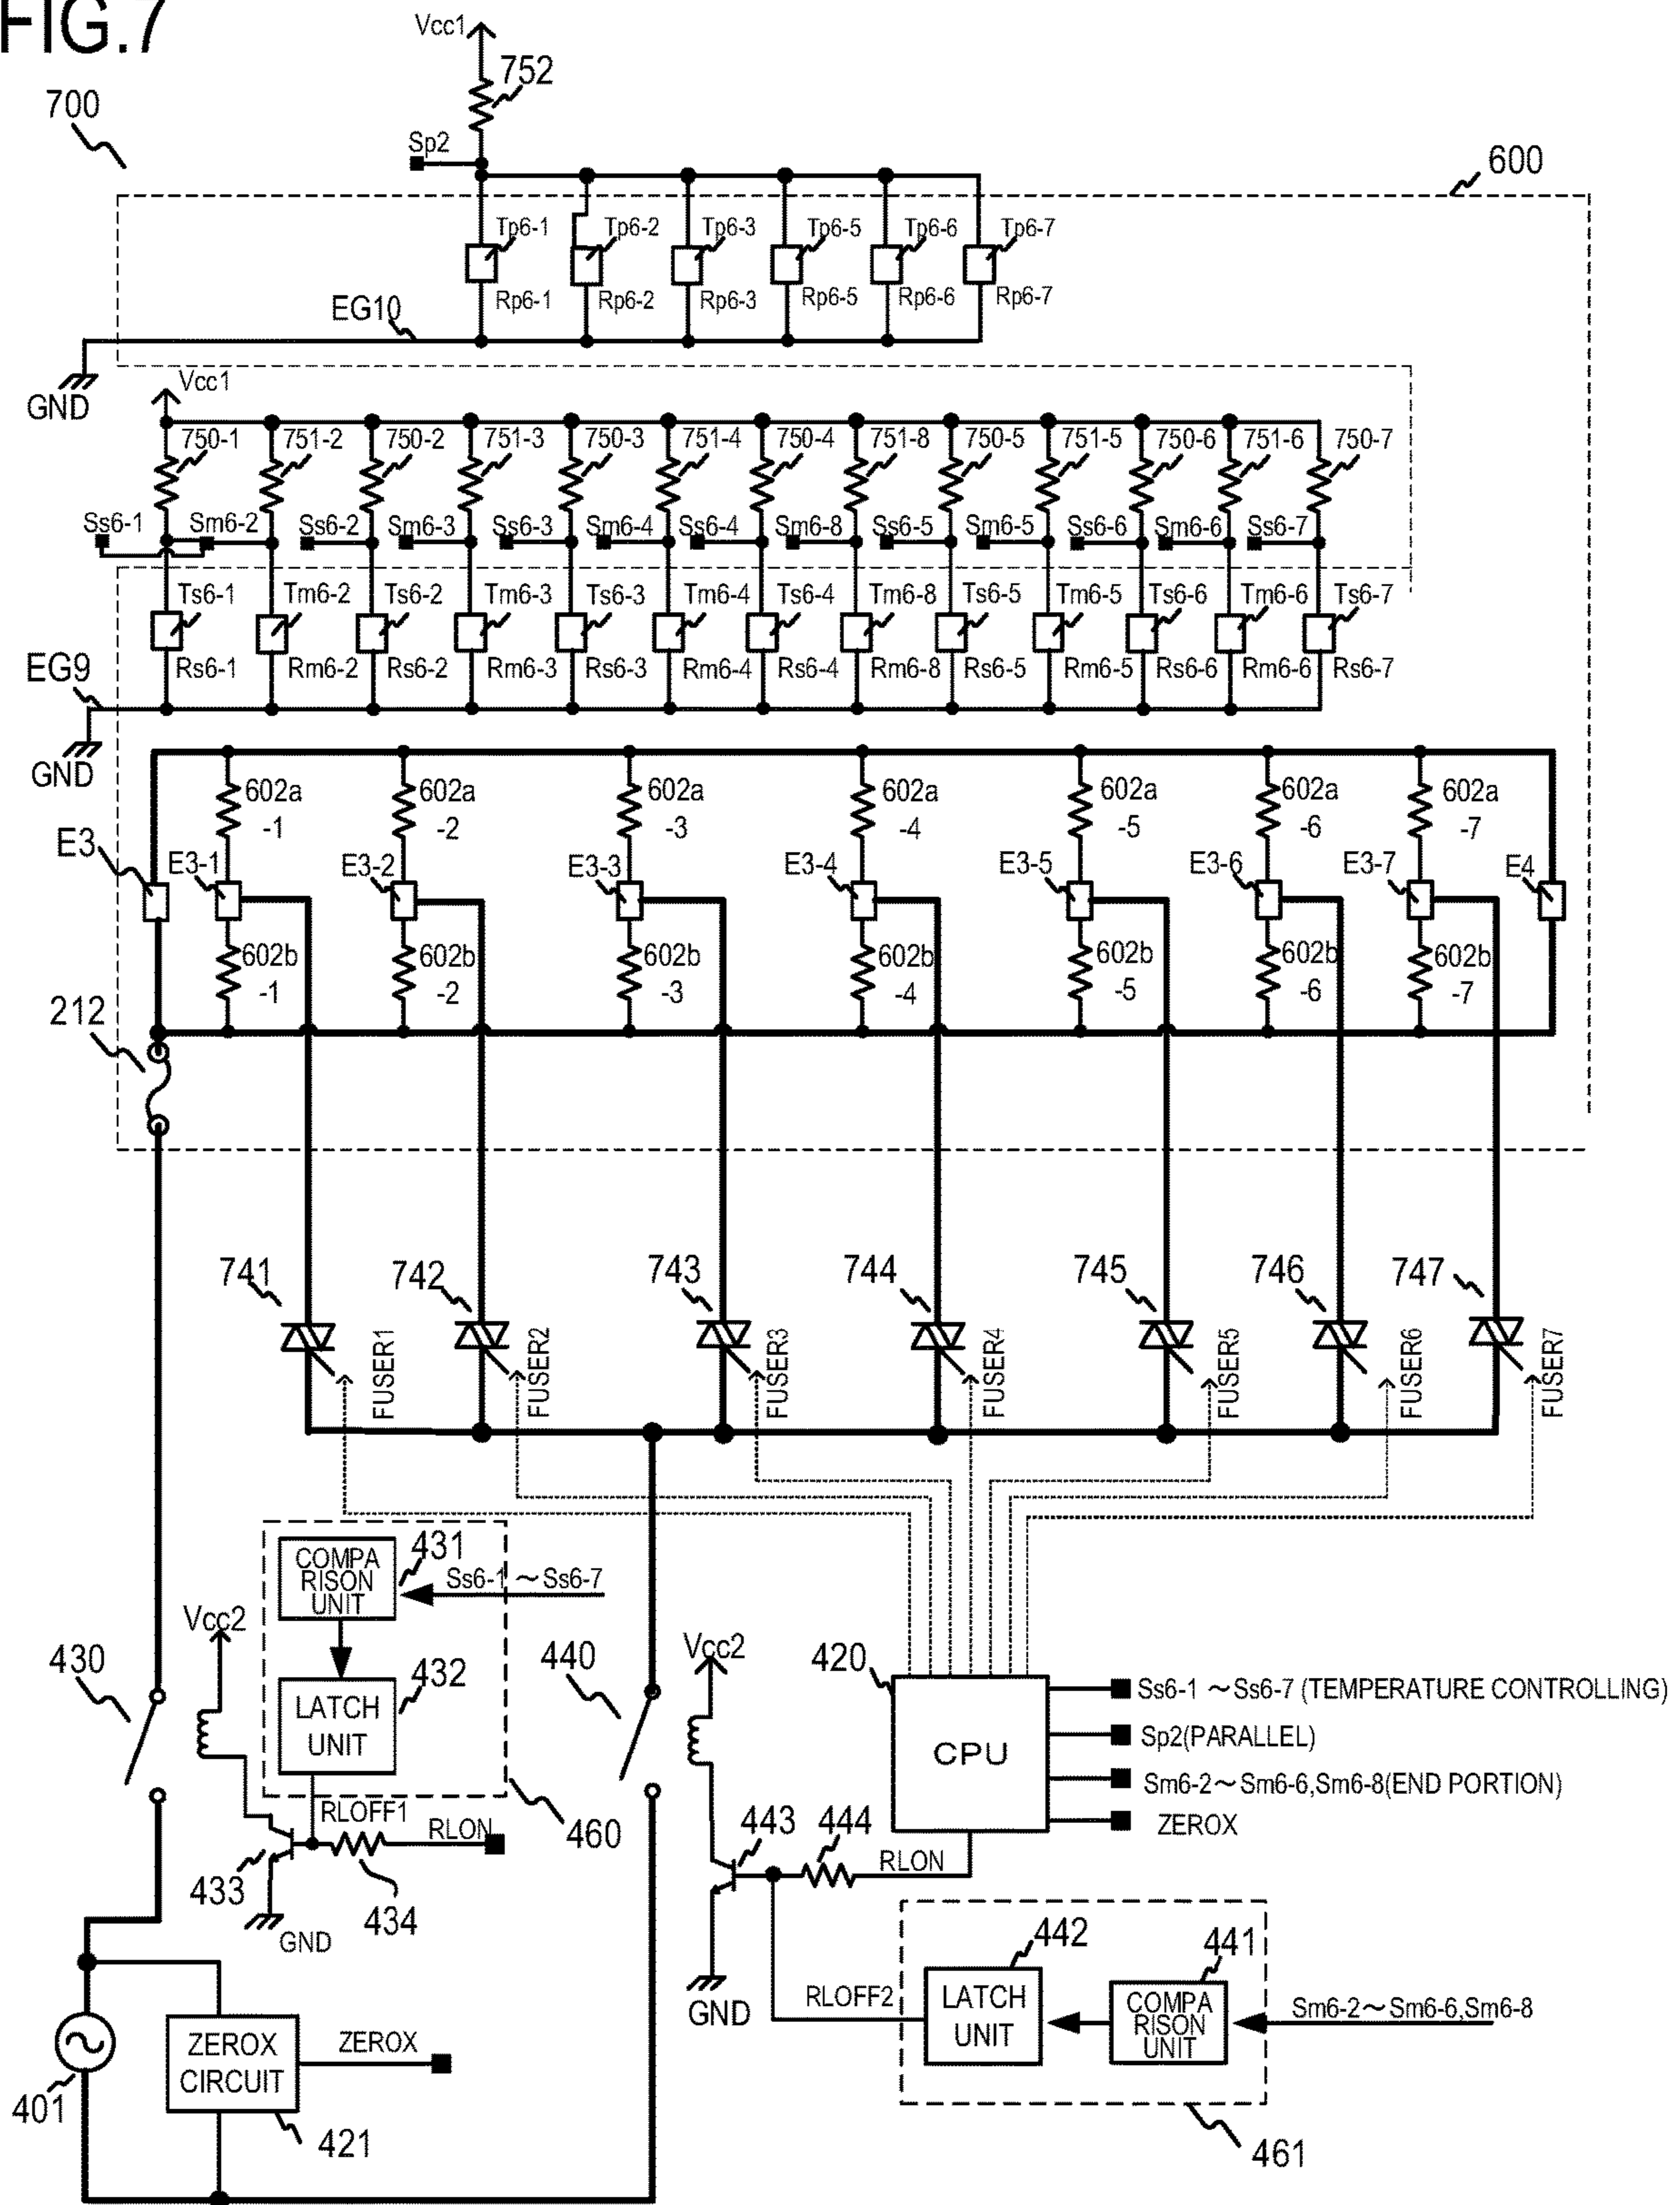 FIG.7
Vcc1
752
700
Sp2
600
Tp6-1 Tp6-2 Tp6-3 Tp6-5 Tp6-6 Tp6-7
Rp6-1 Rp6-2 Rp6-3 Rp6-5 Rp6-6 Rp6-7
EG10
GND
Vcc1
750-1 751-2 750-2 751-3 750-3 751-4 750-4 751-8 750-5 751-5 750-6 751-6 750-7
Ss6-1 Sm6-2 Ss6-2 Sm6-3 Ss6-3 Sm6-4 Ss6-4 Sm6-8 Ss6-5 Sm6-5 Ss6-6 Sm6-6 Ss6-7
Ts6-1 Tm6-2 Ts6-2 Tm6-3 Ts6-3 Tm6-4 Ts6-4 Tm6-8 Ts6-5 Tm6-5 Ts6-6 Tm6-6 Ts6-7
Rs6-1 Rm6-2 Rs6-2 Rm6-3 Rs6-3 Rm6-4 Rs6-4 Rm6-8 Rs6-5 Rm6-5 Rs6-6 Rm6-6 Rs6-7
EG9
GND
602a 602a 602a 602a 602a 602a 602a
-1 -2 -3 -4 -5 -6 -7
E3 E3-1 E3-2 E3-3 E3-4 E3-5 E3-6 E3-7 E4
602b 602b 602b 602b 602b 602b 602b
-1 -2 -3 -4 -5 -6 -7
212
741 742 743 744 745 746 747
FUSER1 FUSER2 FUSER3 FUSER4 FUSER5 FUSER6 FUSER7
COMPA
RISON
UNIT
431
Ss6-1 ~Ss6-7
Vcc2
430
432
LATCH
UNIT
440
Vcc2
420
CPU
Ss6-1 ~Ss6-7 (TEMPERATURE CONTROLLING)
Sp2(PARALLEL)
Sm6-2~Sm6-6,Sm6-8(END PORTION)
ZEROX
RLOFF1
RLON
460
433
434
GND
443 444
RLON
442
441
GND
RLOFF2
LATCH
UNIT
COMPA
RISON
UNIT
Sm6-2~Sm6-6,Sm6-8
ZEROX
CIRCUIT
ZEROX
401
421
461